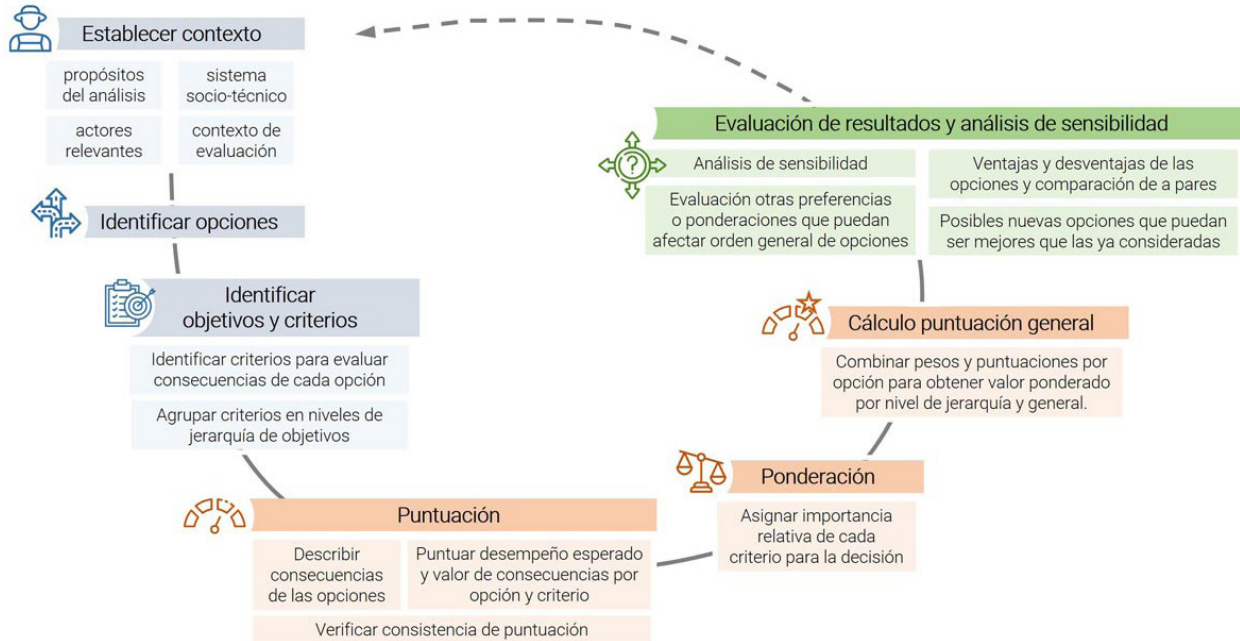 Establecer contexto
propósitos
del análisis
sistema
socio-técnico
actores
relevantes
contexto de
evaluación
Identificar opciones
Identificar
objetivos y criterios
Identificar criterios para evaluar
consecuencias de cada opción
Agrupar criterios en niveles de
jerarquía de objetivos
Puntuación
Describir
consecuencias
de las opciones
Puntuar desempeño esperado
y valor de consecuencias por
opción y criterio
Verificar consistencia de puntuación
Ponderación
Asignar importancia
relativa de cada
criterio para la decisión
Cálculo puntuación general
Combinar pesos y puntuaciones por
opción para obtener valor ponderado
por nivel de jerarquía y general.
Evaluación de resultados y análisis de sensibilidad
?
Análisis de sensibilidad
Evaluación otras preferencias
o ponderaciones que puedan
afectar orden general de opciones
Ventajas y desventajas de las
opciones y comparación de a pares
Posibles nuevas opciones que puedan
ser mejores que las ya consideradas